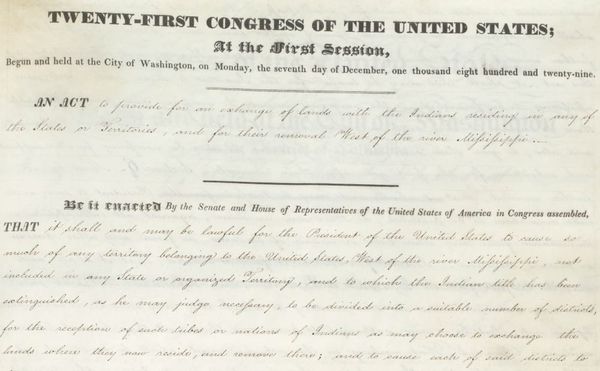 TWENTY-FIRST CONGRESS OF THE UNITED STATES;
At the First Session,
Begun and held at the City of Washington, on Monday, the seventh day of December, one thousand eight hundred and twenty-nine.
AN ACT to provide for an exchange of lands with the Indians residing in any of
the States or Territories, and for their removal West of the river Mississippi.
Be it enacted By the Senate and House of Representatives of the United States of America in Congress assembled,
THAT it shall and may be lawful for the President of the United States to cause so
much of any territory belonging to the United States, West of the river Mississippi, not
included in any State or organized Territory, and to which the Indian title has been
extinguished, as he may judge necessary, to be divided into a suitable number of districts,
for the reception of such tribes or nations of Indians as may choose to exchange the
lands where they now reside, and remove there; and to cause each of said districts to